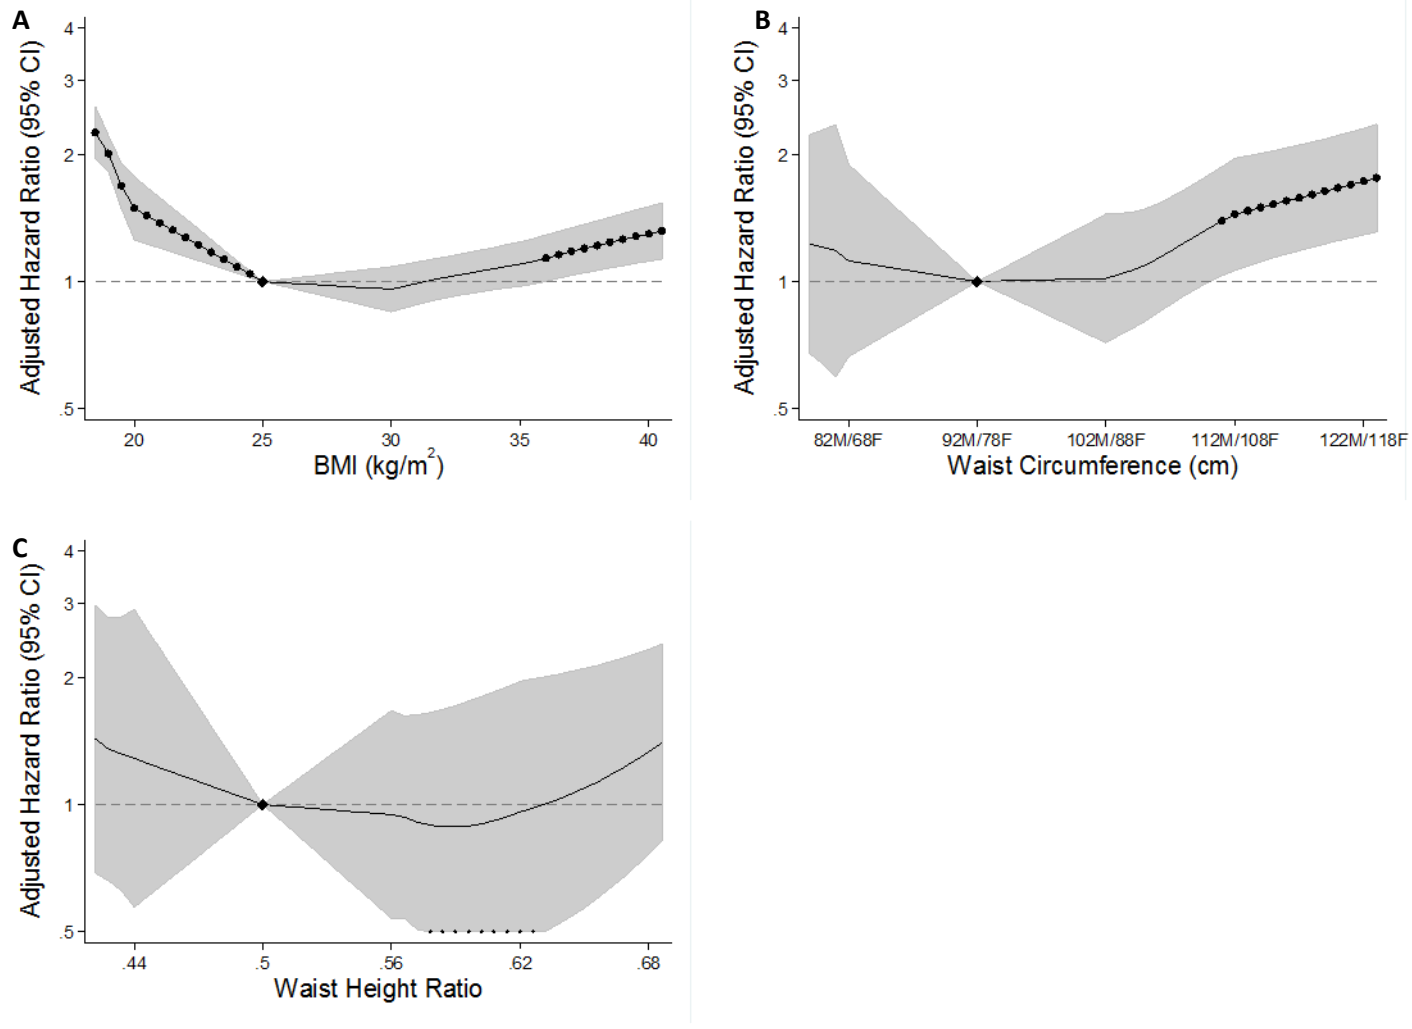 A
Adjusted Hazard Ratio (95% CI)
4
3
2
1
.5
20 25 30 35 40
BMI (kg/m²)
B
Adjusted Hazard Ratio (95% CI)
4
3
2
1
.5
82M/68F 92M/78F 102M/88F 112M/108F 122M/118F
Waist Circumference (cm)
C
Adjusted Hazard Ratio (95% CI)
4
3
2
1
.5
.44 .5 .56 .62 .68
Waist Height Ratio